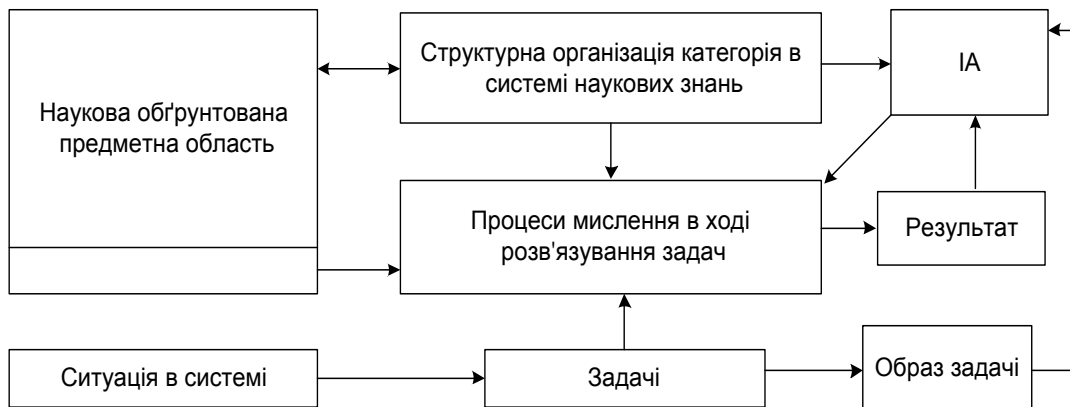 Наукова обґрунтована
предметна область
Структурна організація категорія в
системі наукових знань
ІА
Процеси мислення в ході
розв'язування задач
Результат
Ситуація в системі
Задачі
Образ задачі